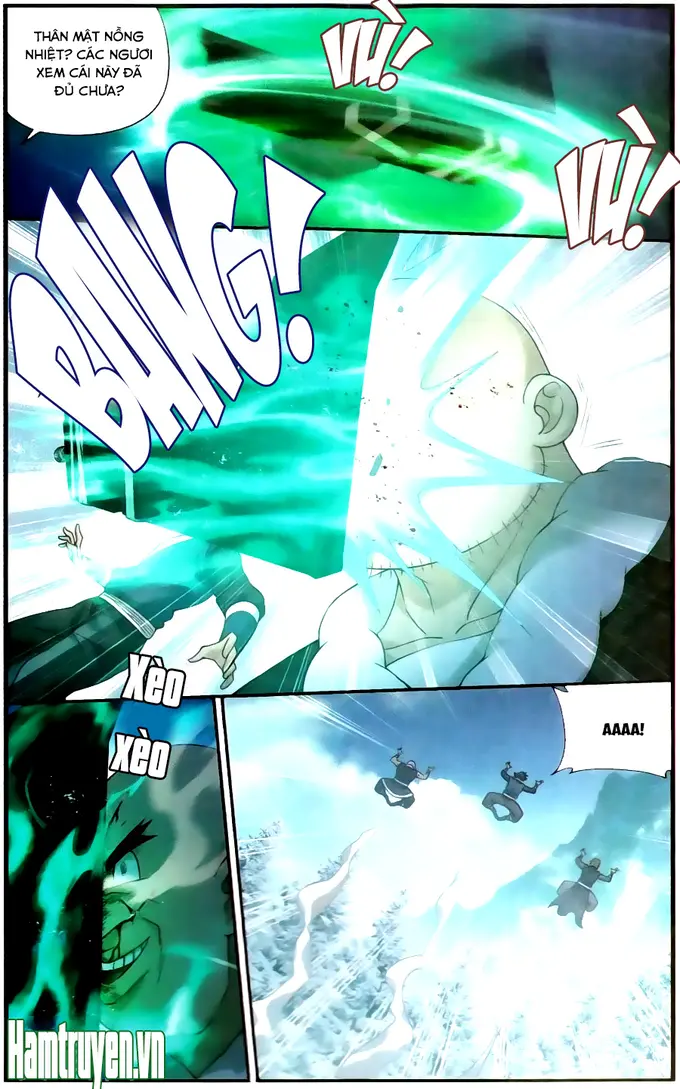 THÂN MẬT NỒNG
NHIỆT? CÁC NGƯƠI
XEM CÁI NÀY ĐÃ
ĐỦ CHƯA?
VÙ!
VÙ!
BANG!
Xèo
xèo
AAAA!
Hamtruyen.vn